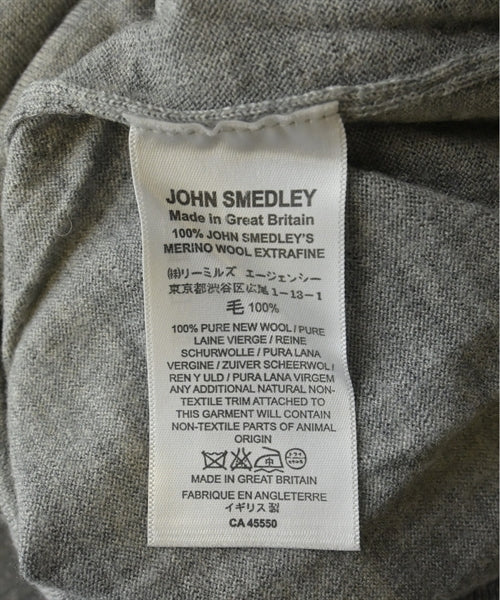 JOHN SMEDLEY
Made in Great Britain
100% JOHN SMEDLEY'S
MERINO WOOL EXTRAFINE
㈱リーミルズ エージェンシー
東京都渋谷区広尾1-13-1
毛 100%
100% PURE NEW WOOL / PURE
LAINE VIERGE / REINE
SCHURWOLLE / PURA LANA
VERGINE / ZUIVER SCHEERWOL /
REN Y ULD / PURA LANA VIRGEM
ANY ADDITIONAL NATURAL NON-
TEXTILE TRIM ATTACHED TO
THIS GARMENT WILL CONTAIN
NON-TEXTILE PARTS OF ANIMAL
ORIGIN
ドライ
MADE IN GREAT BRITAIN
FABRIQUE EN ANGLETERRE
イギリス製
CA 45550